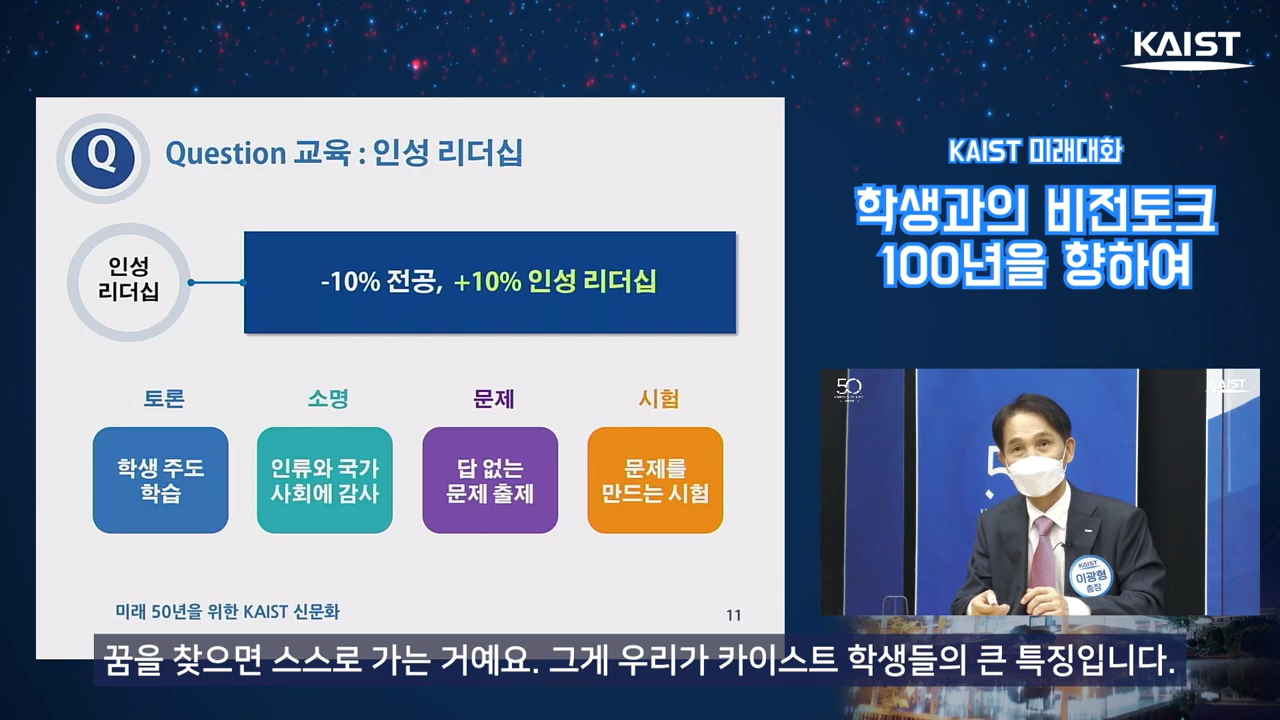 KAIST
Q
Question 교육 : 인성 리더십
인성
리더십
-10% 전공, +10% 인성 리더십
토론
소명
문제
시험
학생 주도
학습
인류와 국가
사회에 감사
답 없는
문제 출제
문제를
만드는 시험
미래 50년을 위한 KAIST 신문화
11
KAIST 미래대화
학생과의 비전토크
100년을 향하여
50
KAIST
KAIST
이광형
총장
꿈을 찾으면 스스로 가는 거예요. 그게 우리가 카이스트 학생들의 큰 특징입니다.